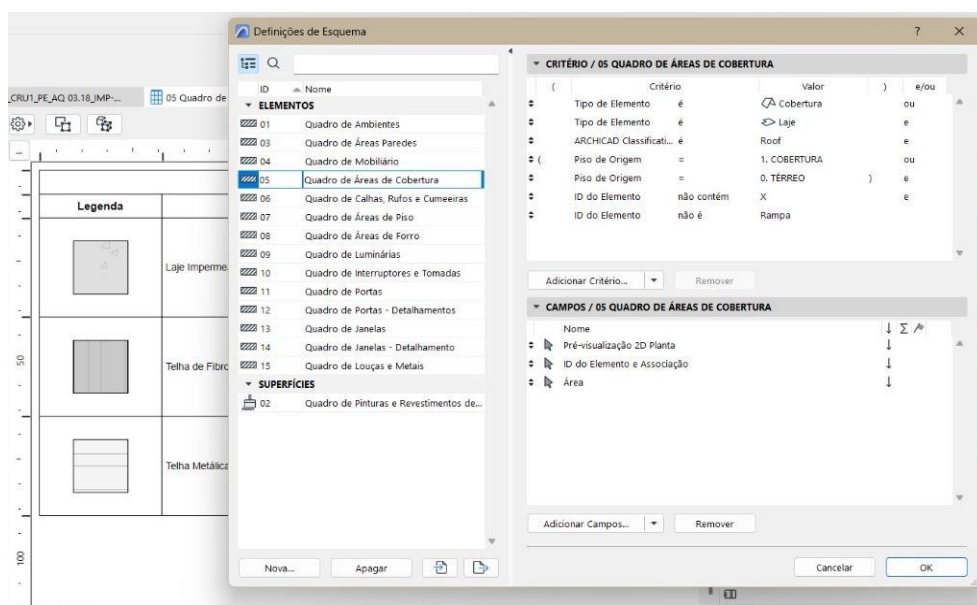 Definições de Esquema
? ×
_CRU1_PE_AQ 03.18_IMP-...
05 Quadro de
Legenda
Laje Imperme
Telha de Fibro
Telha Metálica
50
100
ID Nome
ELEMENTOS
01 Quadro de Ambientes
03 Quadro de Áreas Paredes
04 Quadro de Mobiliário
05 Quadro de Áreas de Cobertura
06 Quadro de Calhas, Rufos e Cumeeiras
07 Quadro de Áreas de Piso
08 Quadro de Áreas de Forro
09 Quadro de Luminárias
10 Quadro de Interruptores e Tomadas
11 Quadro de Portas
12 Quadro de Portas - Detalhamentos
13 Quadro de Janelas
14 Quadro de Janelas - Detalhamento
15 Quadro de Louças e Metais
SUPERFÍCIES
02 Quadro de Pinturas e Revestimentos de...
Nova... Apagar
CRITÉRIO / 05 QUADRO DE ÁREAS DE COBERTURA
( Critério Valor ) e/ou
Tipo de Elemento é Cobertura ou
Tipo de Elemento é Laje e
ARCHICAD Classificati... é Roof e
( Piso de Origem = 1. COBERTURA ou
Piso de Origem = 0. TÉRREO ) e
ID do Elemento não contém X e
ID do Elemento não é Rampa
Adicionar Critério... Remover
CAMPOS / 05 QUADRO DE ÁREAS DE COBERTURA
Nome ↓ Σ
Pré-visualização 2D Planta ↓
ID do Elemento e Associação ↓
Área ↓
Adicionar Campos... Remover
Cancelar OK